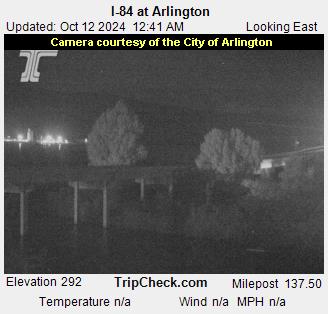 I-84 at Arlington
Updated: Oct 12 2024 12:41 AM Looking East
Camera courtesy of the City of Arlington
Elevation 292 TripCheck.com Milepost 137.50
Temperature n/a Wind n/a MPH n/a